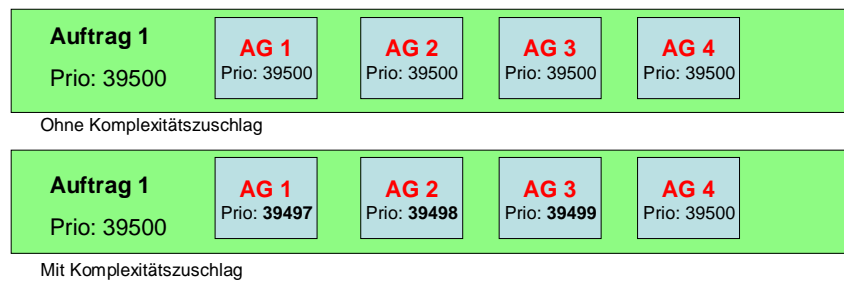 Auftrag 1
Prio: 39500
AG 1
Prio: 39500
AG 2
Prio: 39500
AG 3
Prio: 39500
AG 4
Prio: 39500
Ohne Komplexitätszuschlag
Auftrag 1
Prio: 39500
AG 1
Prio: 39497
AG 2
Prio: 39498
AG 3
Prio: 39499
AG 4
Prio: 39500
Mit Komplexitätszuschlag